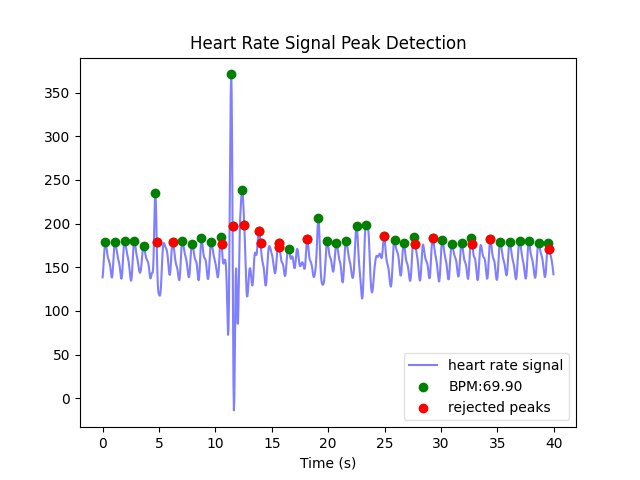 Heart Rate Signal Peak Detection
350
300
250
200
150
100
50
0
heart rate signal
BPM:69.90
rejected peaks
0 5 10 15 20 25 30 35 40
Time (s)